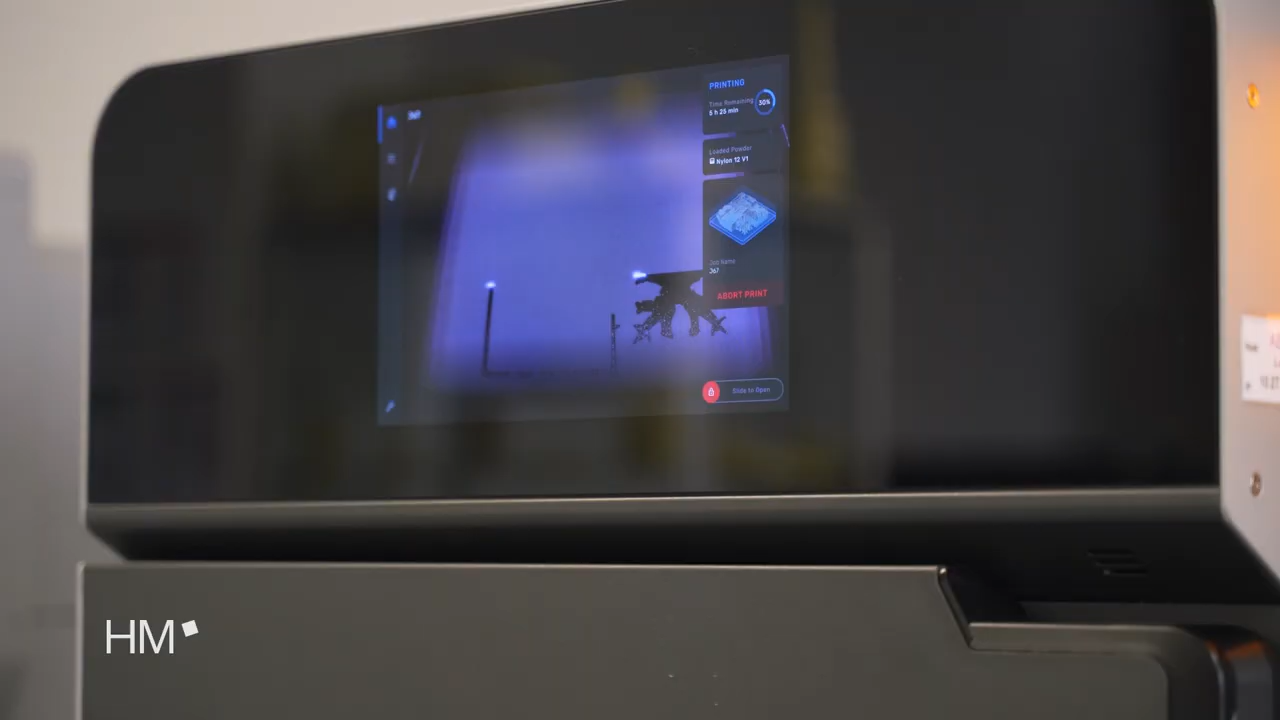 PRINTING
Time Remaining
5 h 25 min
30%
Loaded Powder
Nylon 12 V1
Job Name
ABORT PRINT
Slide to Open
HM